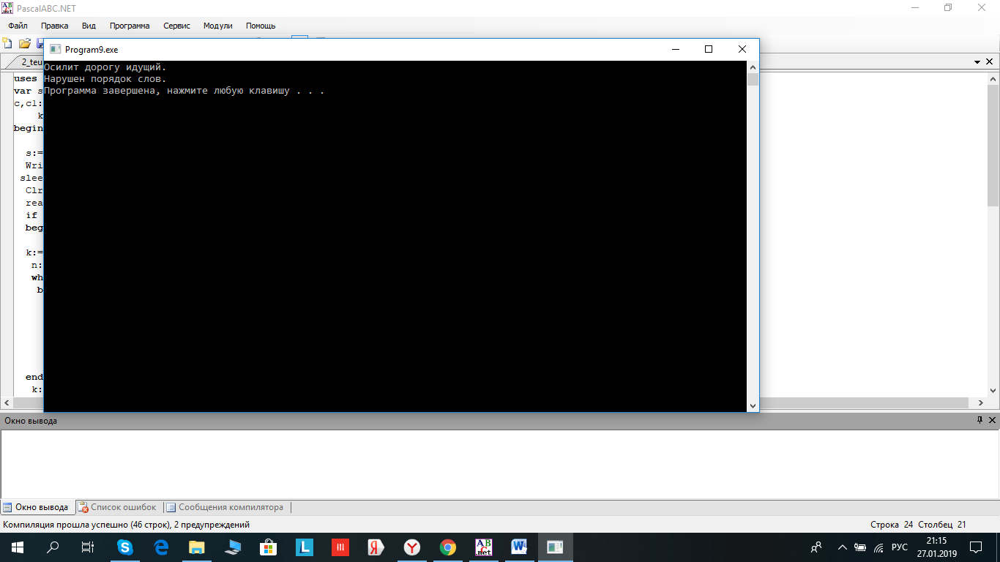 PascalABC.NET
Файл Правка Вид Программа Сервис Модули Помощь
Program9.exe
2_teu
Осилит дорогу идущий.
Нарушен порядок слов.
Программа завершена, нажмите любую клавишу . . .
uses
var s
c,c1:
k
begin
s:=
Wri
slee
Clr
rea
if
beg
k:=
n:
wh
b
end
k:
Окно вывода
Окно вывода Список ошибок Сообщения компилятора
Компиляция прошла успешно (46 строк), 2 предупреждений Строка 24 Столбец 21
РУС
21:15
27.01.2019